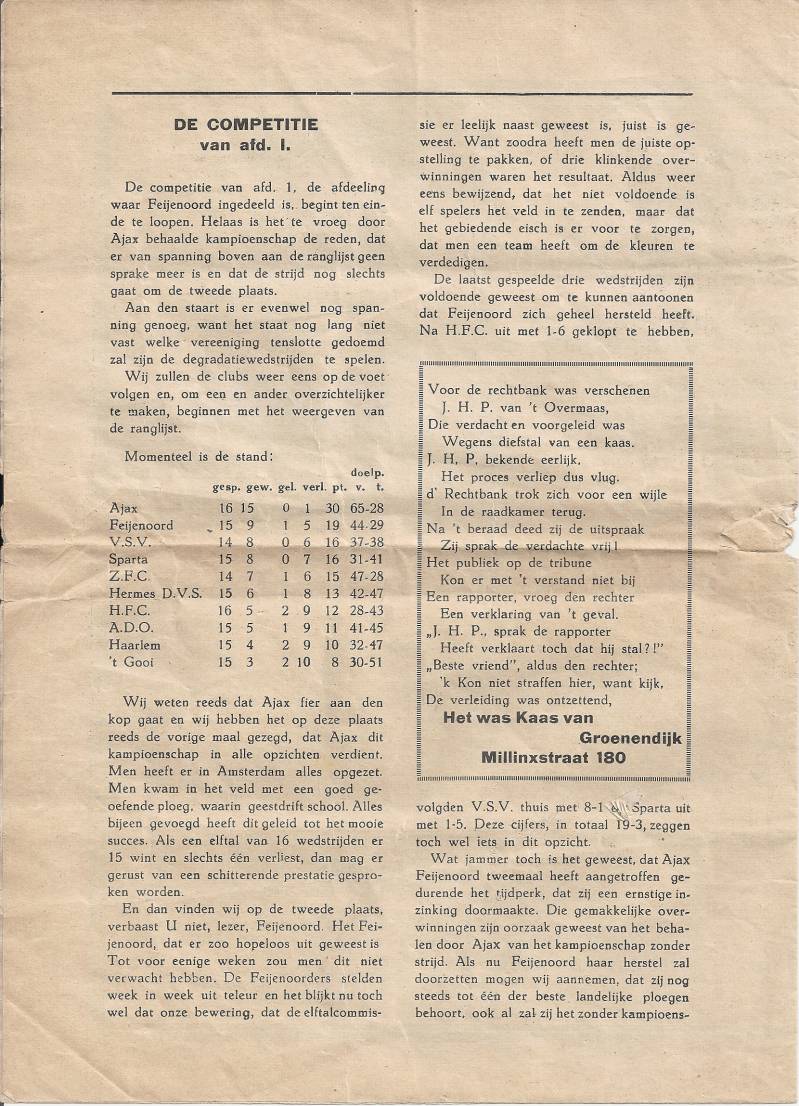 DE COMPETITIE
van afd. I.
De competitie van afd. 1, de afdeeling
waar Feijenoord ingedeeld is, begint ten ein-
de te loopen. Helaas is het te vroeg door
Ajax behaalde kampioenschap de reden, dat
er van spanning boven aan de ranglijst geen
sprake meer is en dat de strijd nog slechts
gaat om de tweede plaats.
Aan den staart is er evenwel nog span-
ning genoeg, want het staat nog lang niet
vast welke vereeniging tenslotte gedoemd
zal zijn de degradatiewedstrijden te spelen.
Wij zullen de clubs weer eens op de voet
volgen en, om een en ander overzichtelijker
te maken, beginnen met het weergeven van
de ranglijst.
Momenteel is de stand:
doelp.
gesp. gew. gel. verl. pt. v. t.
Ajax 16 15 0 1 30 65-28
Feijenoord 15 9 1 5 19 44-29
V.S.V. 14 8 0 6 16 37-38
Sparta 15 8 0 7 16 31-41
Z.F.C. 14 7 1 6 15 47-28
Hermes D.V.S. 15 6 1 8 13 42-47
H.F.C. 16 5 2 9 12 28-43
A.D.O. 15 5 1 9 11 41-45
Haarlem 15 4 2 9 10 32-47
't Gooi 15 3 2 10 8 30-51
Wij weten reeds dat Ajax fier aan den
kop gaat en wij hebben het op deze plaats
reeds de vorige maal gezegd, dat Ajax dit
kampioenschap in alle opzichten verdient.
Men heeft er in Amsterdam alles opgezet.
Men kwam in het veld met een goed ge-
oefende ploeg, waarin geestdrift school. Alles
bijeen gevoegd heeft dit geleid tot het mooie
succes. Als een elftal van 16 wedstrijden er
15 wint en slechts één verliest, dan mag er
gerust van een schitterende prestatie gespro-
ken worden.
En dan vinden wij op de tweede plaats,
verbaast U niet, lezer, Feijenoord. Het Fei-
jenoord, dat er zoo hopeloos uit geweest is
Tot voor eenige weken zou men dit niet
verwacht hebben. De Feijenoorders stelden
week in week uit teleur en het blijkt nu toch
wel dat onze bewering, dat de elftalcommis-
sie er leelijk naast geweest is, juist is ge-
weest. Want zoodra heeft men de juiste op-
stelling te pakken, of drie klinkende over-
winningen waren het resultaat. Aldus weer
eens bewijzend, dat het niet voldoende is
elf spelers het veld in te zenden, maar dat
het gebiedende eisch is er voor te zorgen,
dat men een team heeft om de kleuren te
verdedigen.
De laatst gespeelde drie wedstrijden zijn
voldoende geweest om te kunnen aantoonen
dat Feijenoord zich geheel hersteld heeft.
Na H.F.C. uit met 1-6 geklopt te hebben,
Voor de rechtbank was verschenen
J. H. P. van 't Overmaas,
Die verdacht en voorgeleid was
Wegens diefstal van een kaas.
J. H, P, bekende eerlijk,
Het proces verliep dus vlug.
d' Rechtbank trok zich voor een wijle
In de raadkamer terug.
Na 't beraad deed zij de uitspraak
Zij sprak de verdachte vrij!
Het publiek op de tribune
Kon er met 't verstand niet bij
Een rapporter, vroeg den rechter
Een verklaring van 't geval.
„J. H. P., sprak de rapporter
Heeft verklaart toch dat hij stal?!"
„Beste vriend", aldus den rechter;
'k Kon niet straffen hier, want kijk,
De verleiding was ontzettend,
Het was Kaas van
Groenendijk
Millinxstraat 180
volgden V.S.V. thuis met 8-1 Sparta uit
met 1-5. Deze cijfers, in totaal 19-3, zeggen
toch wel iets in dit opzicht.
Wat jammer toch is het geweest, dat Ajax
Feijenoord tweemaal heeft aangetroffen ge-
durende het tijdperk, dat zij een ernstige in-
zinking doormaakte. Die gemakkelijke over-
winningen zijn oorzaak geweest van het beha-
len door Ajax van het kampioenschap zonder
strijd. Als nu Feijenoord haar herstel zal
doorzetten mogen wij aannemen, dat zij nog
steeds tot één der beste landelijke ploegen
behoort, ook al zal zij het zonder kampioens-